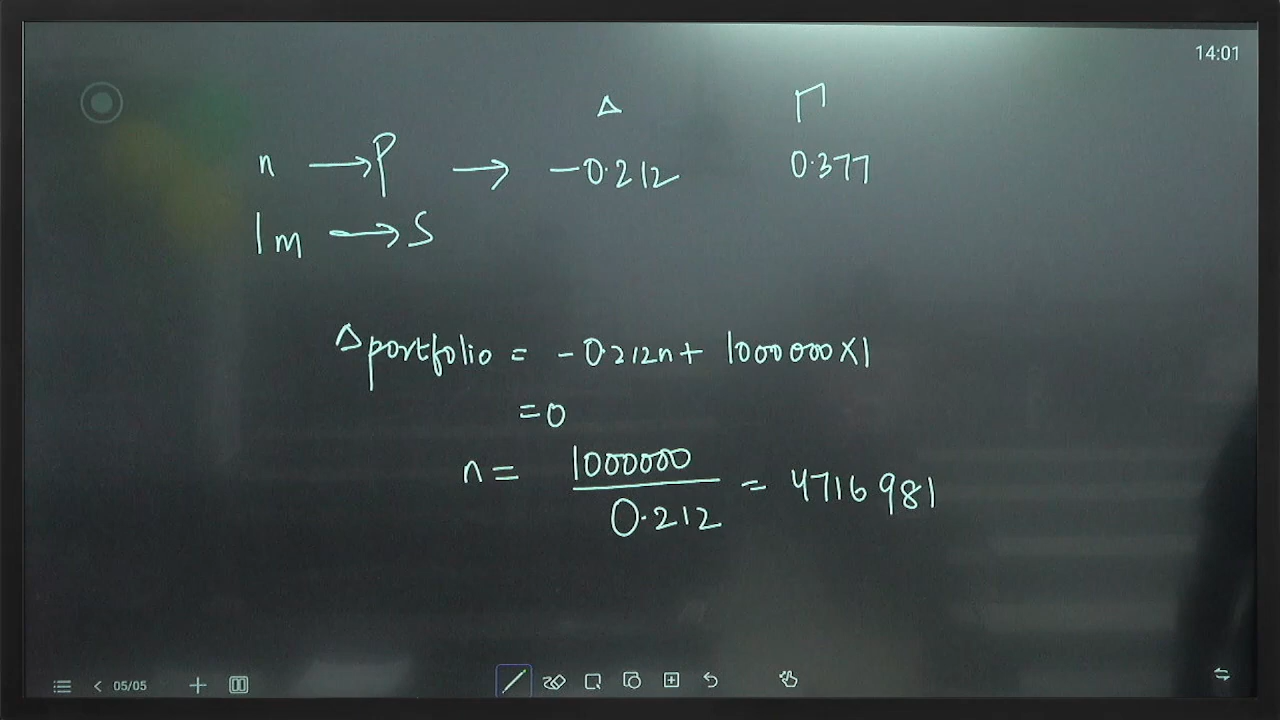 14:01
Δ Γ
n → P → -0.212 0.377
1m → S
Δportfolio = -0.212n + 1000000×1
=0
n = 1000000/0.212 = 4716981
05/05